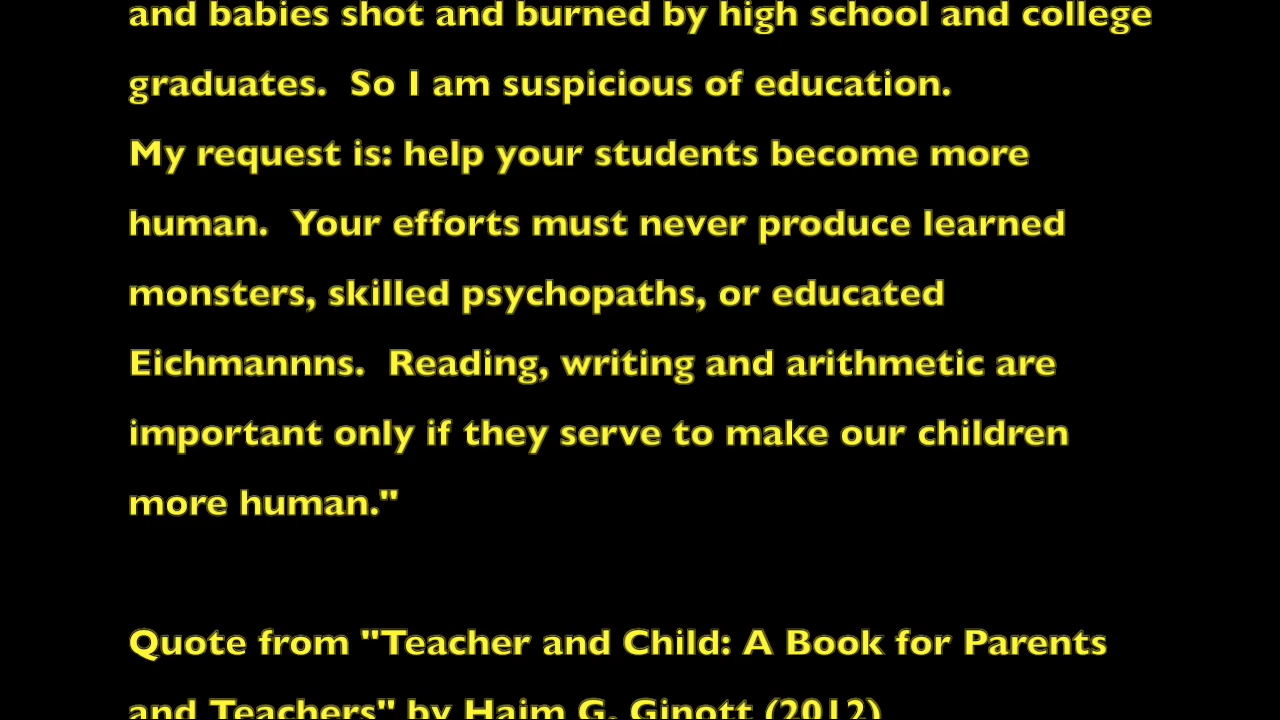 and babies shot and burned by high school and college
graduates.  So I am suspicious of education.
My request is: help your students become more
human.  Your efforts must never produce learned
monsters, skilled psychopaths, or educated
Eichmannns.  Reading, writing and arithmetic are
important only if they serve to make our children
more human."
Quote from "Teacher and Child: A Book for Parents
and Teachers" by Haim G. Ginott (2012)